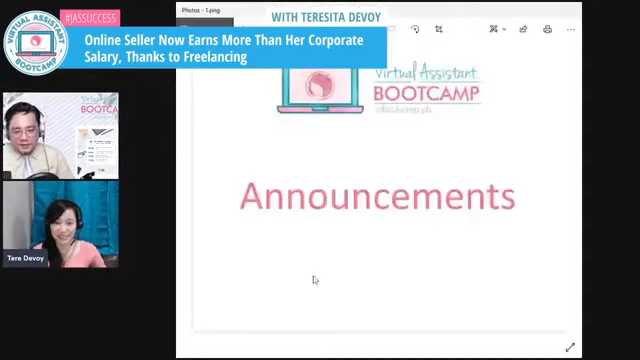 #JASSUCCESS
VIRTUAL ASSISTANT
BOOTCAMP
Photos - 1.png
WITH TERESITA DEVOY
Online Seller Now Earns More Than Her Corporate
Salary, Thanks to Freelancing
Virtual Assistant
BOOTCAMP
Announcements
BOOTCAMP
Tere Devoy